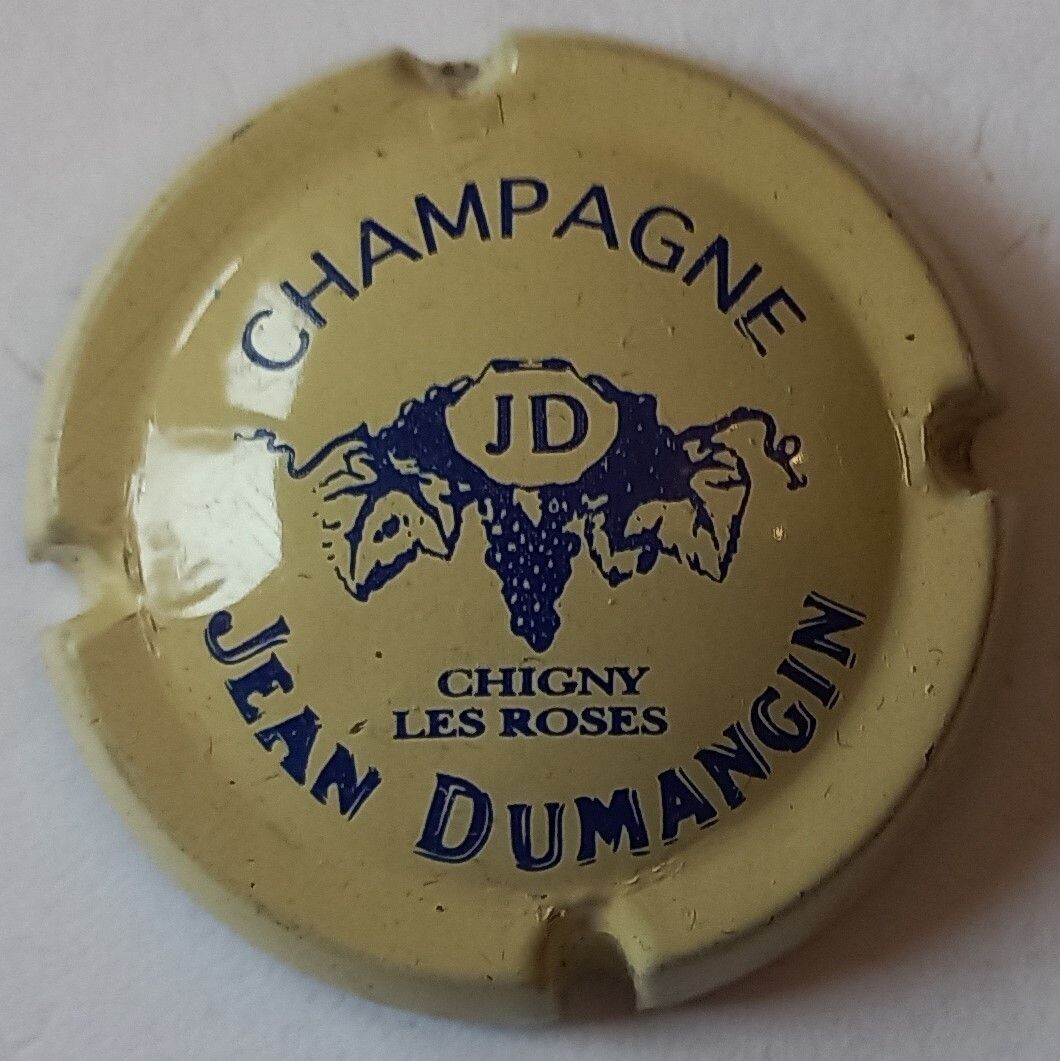 CHAMPAGNE
JD
CHIGNY
LES ROSES
JEAN DUMANGIN